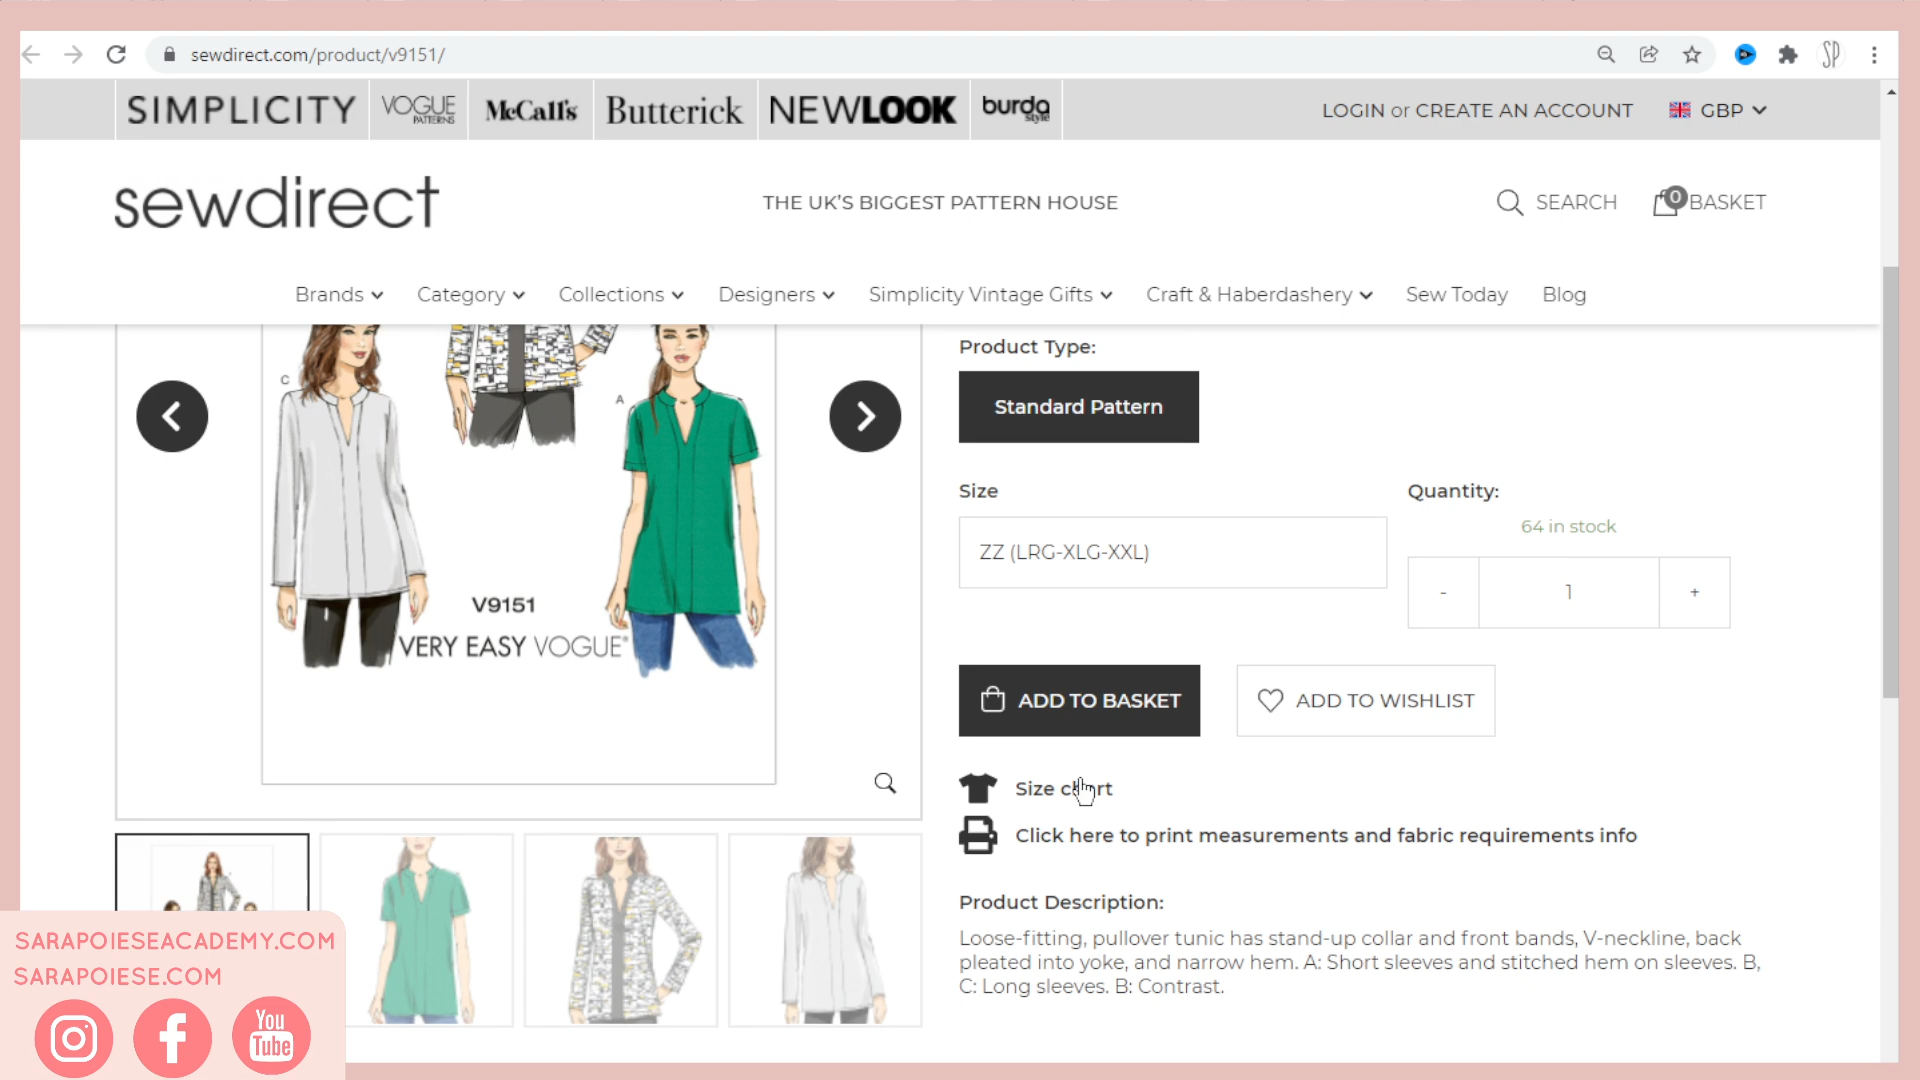 sewdirect.com/product/v9151/
SP
SIMPLICITY
VOGUE
PATTERNS
McCall's
Butterick
NEWLOOK
burda
style
LOGIN or CREATE AN ACCOUNT
GBP
sewdirect
THE UK'S BIGGEST PATTERN HOUSE
SEARCH
0
BASKET
Brands
Category
Collections
Designers
Simplicity Vintage Gifts
Craft & Haberdashery
Sew Today
Blog
C
A
V9151
VERY EASY VOGUE®
Product Type:
Standard Pattern
Size
Quantity:
64 in stock
ZZ (LRG-XLG-XXL)
-
1
+
ADD TO BASKET
ADD TO WISHLIST
Size chart
Click here to print measurements and fabric requirements info
Product Description:
Loose-fitting, pullover tunic has stand-up collar and front bands, V-neckline, back
pleated into yoke, and narrow hem. A: Short sleeves and stitched hem on sleeves. B,
C: Long sleeves. B: Contrast.
SARAPOIESEACADEMY.COM
SARAPOIESE.COM
You
Tube